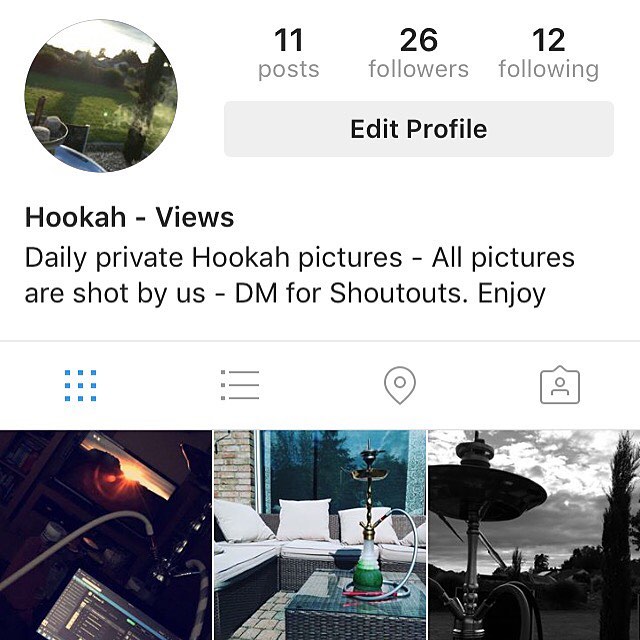 11 26 12
posts followers following
Edit Profile
Hookah - Views
Daily private Hookah pictures - All pictures
are shot by us - DM for Shoutouts. Enjoy